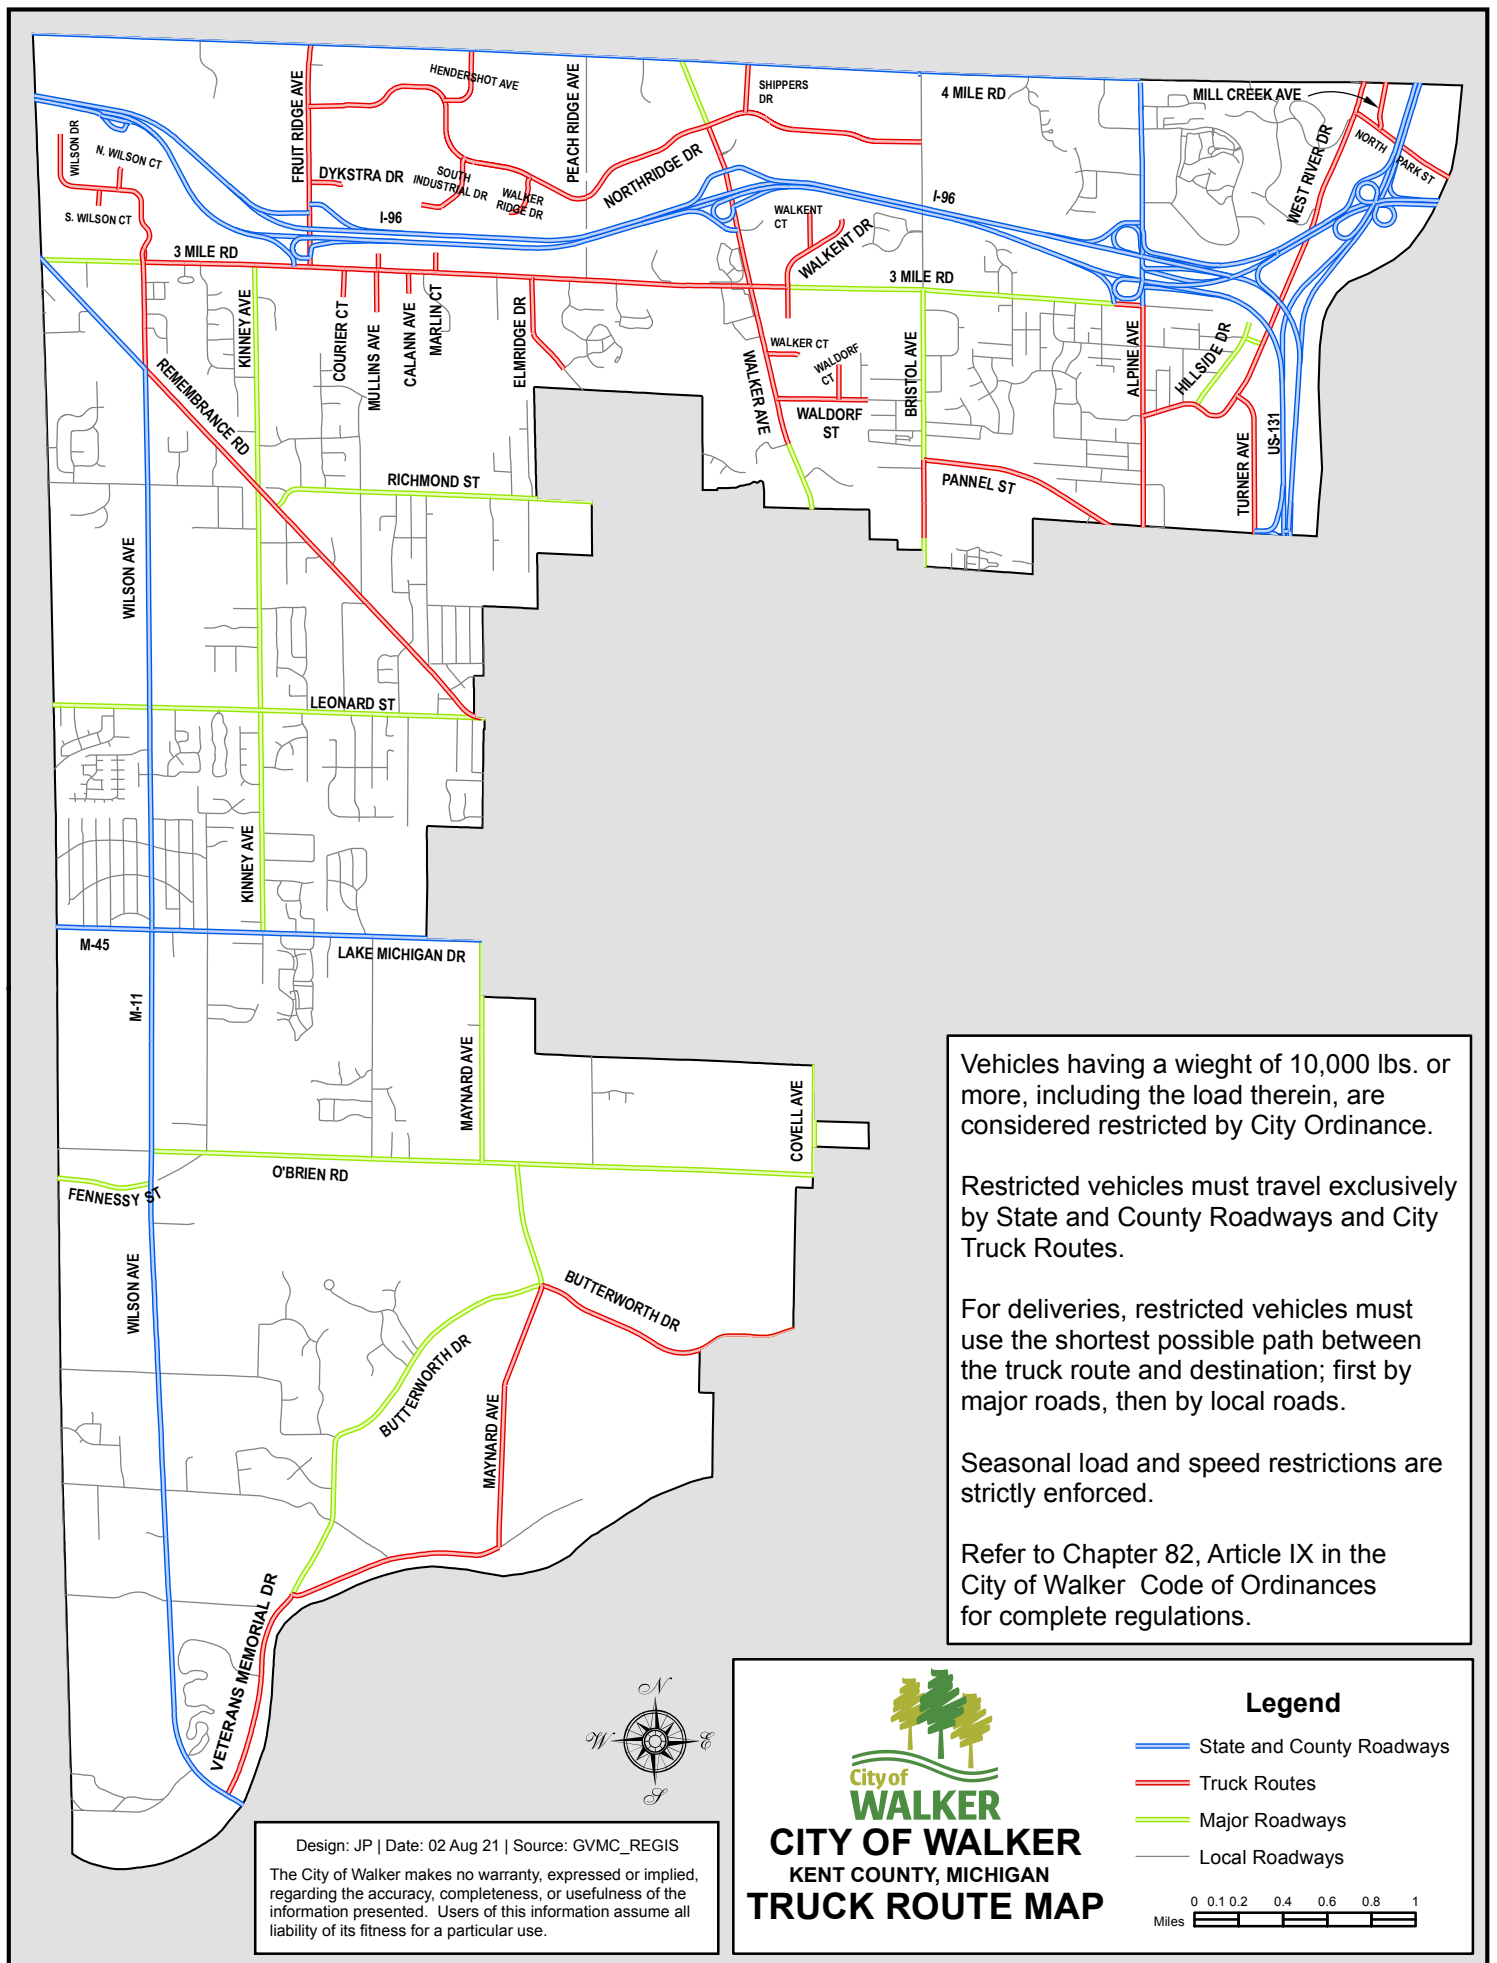 HENDERSHOT AVE
SHIPPERS
DR
4 MILE RD
MILL CREEK AVE
FRUIT RIDGE AVE
PEACH RIDGE AVE
WILSON DR
N. WILSON CT
S. WILSON CT
DYKSTRA DR
SOUTH
INDUSTRIAL DR
WALKER
RIDGE DR
NORTHRIDGE DR
WEST RIVER DR
NORTH
PARK ST
I-96
I-96
WALKENT
CT
WALKENT DR
3 MILE RD
3 MILE RD
KINNEY AVE
COURIER CT
MULLINS AVE
CALANN AVE
MARLIN CT
ELMRIDGE DR
WALKER AVE
WALKER CT
WALDORF
CT
WALDORF
ST
BRISTOL AVE
ALPINE AVE
HILLSIDE DR
REMEMBRANCE RD
RICHMOND ST
PANNEL ST
TURNER AVE
US-131
WILSON AVE
LEONARD ST
KINNEY AVE
M-45
LAKE MICHIGAN DR
M-11
MAYNARD AVE
COVELL AVE
O'BRIEN RD
FENNESSY ST
WILSON AVE
BUTTERWORTH DR
BUTTERWORTH DR
MAYNARD AVE
VETERANS MEMORIAL DR
Vehicles having a wieght of 10,000 lbs. or
more, including the load therein, are
considered restricted by City Ordinance.
Restricted vehicles must travel exclusively
by State and County Roadways and City
Truck Routes.
For deliveries, restricted vehicles must
use the shortest possible path between
the truck route and destination; first by
major roads, then by local roads.
Seasonal load and speed restrictions are
strictly enforced.
Refer to Chapter 82, Article IX in the
City of Walker Code of Ordinances
for complete regulations.
N
W
E
S
Design: JP | Date: 02 Aug 21 | Source: GVMC_REGIS
The City of Walker makes no warranty, expressed or implied,
regarding the accuracy, completeness, or usefulness of the
information presented. Users of this information assume all
liability of its fitness for a particular use.
City of
WALKER
CITY OF WALKER
KENT COUNTY, MICHIGAN
TRUCK ROUTE MAP
Legend
State and County Roadways
Truck Routes
Major Roadways
Local Roadways
0 0.1 0.2 0.4 0.6 0.8 1
Miles